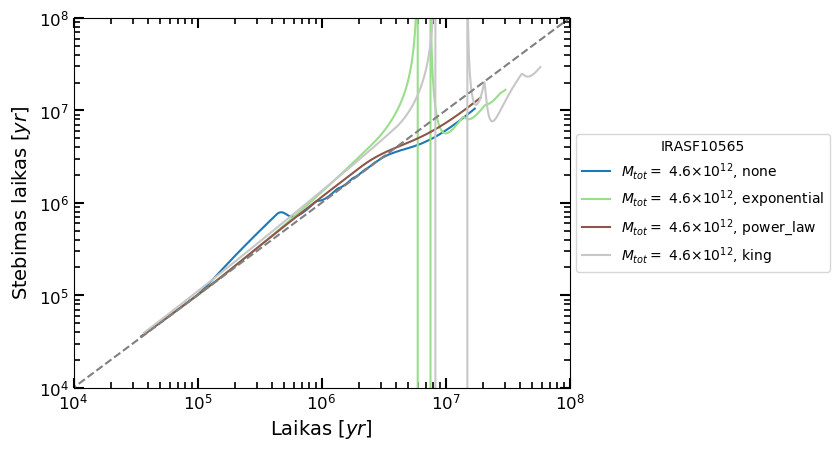 10^8
10^7
10^6
10^5
10^4
Stebimas laikas [yr]
10^4 10^5 10^6 10^7 10^8
Laikas [yr]
IRASF10565
M_tot = 4.6×10^12, none
M_tot = 4.6×10^12, exponential
M_tot = 4.6×10^12, power_law
M_tot = 4.6×10^12, king